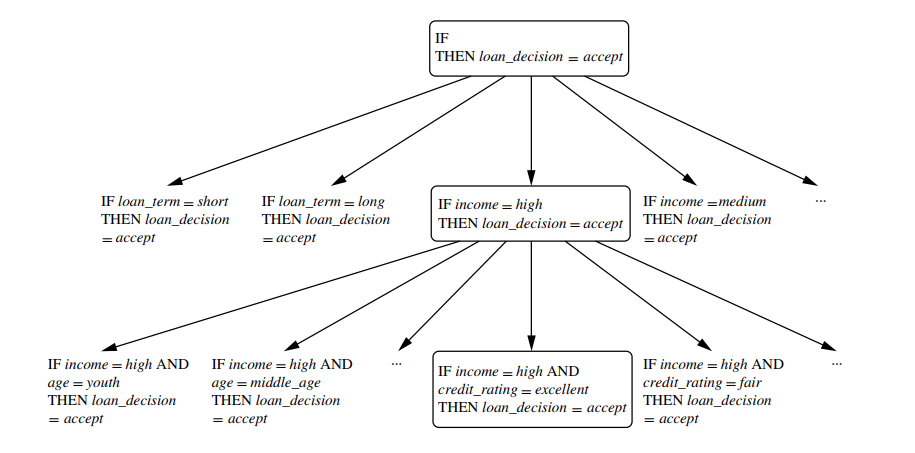 IF
THEN loan_decision = accept
IF loan_term = short
THEN loan_decision
= accept
IF loan_term = long
THEN loan_decision
= accept
IF income = high
THEN loan_decision = accept
IF income = medium
THEN loan_decision
= accept
...
IF income = high AND
age = youth
THEN loan_decision
= accept
IF income = high AND
age = middle_age
THEN loan_decision
= accept
...
IF income = high AND
credit_rating = excellent
THEN loan_decision = accept
IF income = high AND
credit_rating = fair
THEN loan_decision
= accept
...